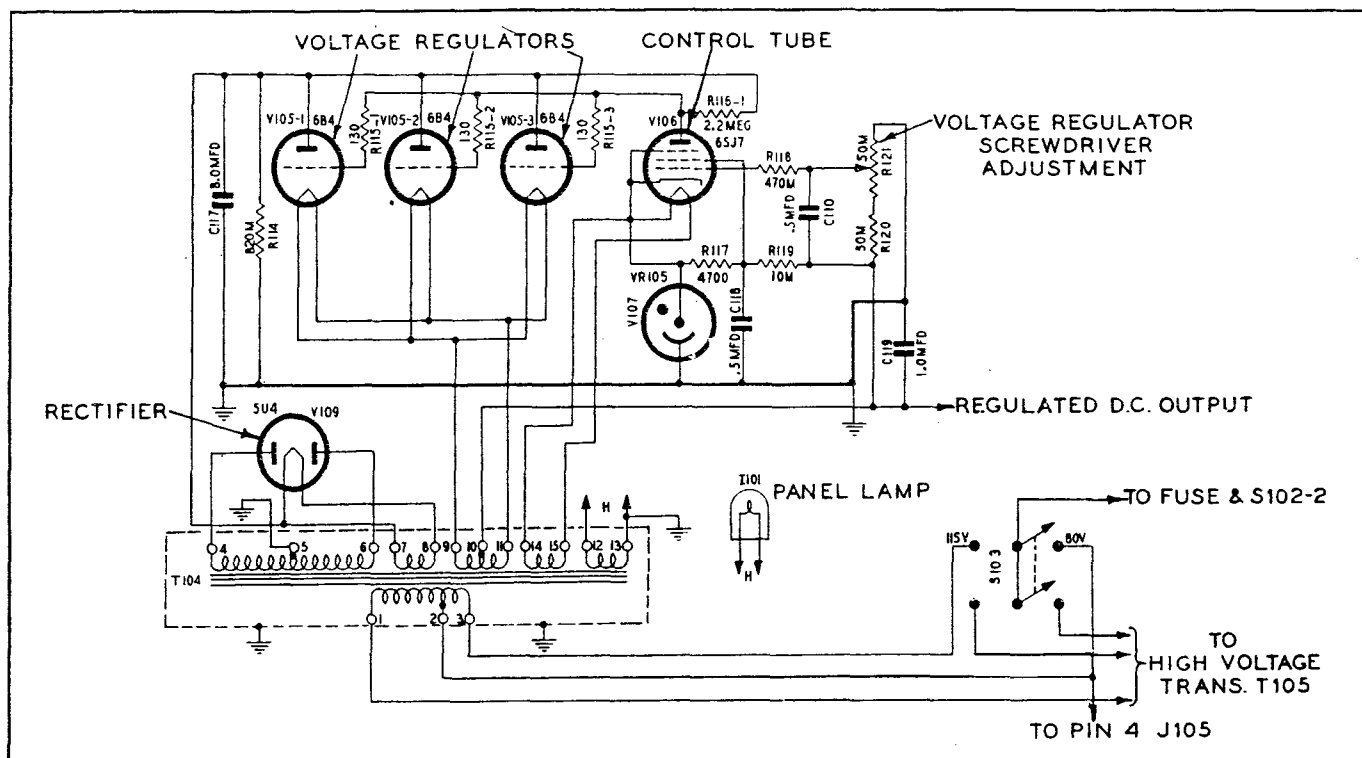 VOLTAGE REGULATORS
CONTROL TUBE
VOLTAGE REGULATOR
SCREWDRIVER
ADJUSTMENT
V105-1
6B4
130
R115-1
V105-2
6B4
130
R115-2
V105-3
6B4
130
R115-3
V106
R116-1
2.2MEG
6SJ7
R118
470M
50M
R121
C117
8.0MFD
820M
R114
.5MFD
C110
50M
R120
R117
4700
R119
10M
VR105
V107
C118
.5MFD
C119
1.0MFD
RECTIFIER
5U4
V109
REGULATED D.C. OUTPUT
I101
PANEL LAMP
H
H
TO FUSE & S102-2
115V
S103
80V
4
5
6
7
8
9
10
11
14
15
12
13
T104
1
2
3
TO
HIGH VOLTAGE
TRANS. T105
TO PIN 4 J105